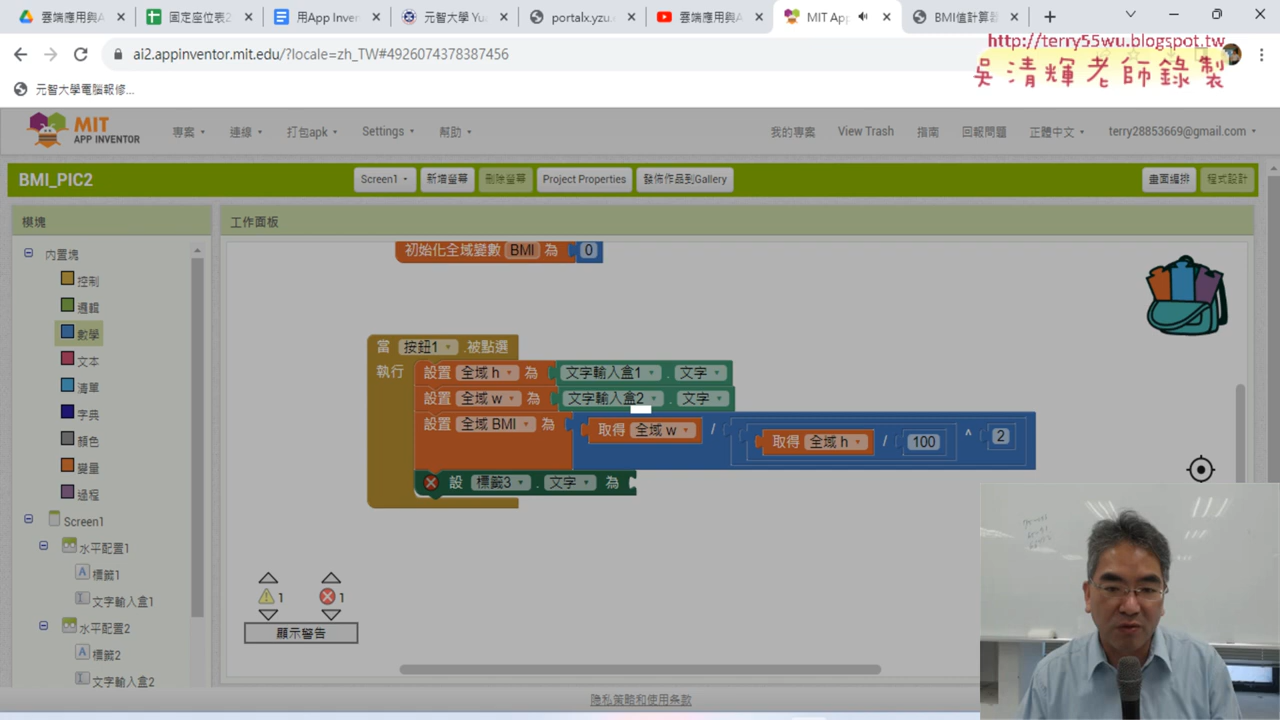 雲端應用與A
固定座位表2
用App Inven
元智大學 Yua
portalx.yzu.c
雲端應用與A
MIT App
BMI值計算器
ai2.appinventor.mit.edu/?locale=zh_TW#4926074378387456
http://terry55wu.blogspot.tw
吳清輝老師錄製
元智大學電腦報修...
MIT
APP INVENTOR
專案
連線
打包apk
Settings
幫助
我的專案
View Trash
指南
回報問題
正體中文
terry28853669@gmail.com
BMI_PIC2
Screen1
新增螢幕
刪除螢幕
Project Properties
發佈作品到Gallery
畫面編排
程式設計
模塊
工作面板
內置塊
控制
邏輯
數學
文本
清單
字典
顏色
變量
過程
Screen1
水平配置1
標籤1
文字輸入盒1
水平配置2
標籤2
文字輸入盒2
初始化全域變數 BMI 為 0
當 按鈕1 .被點選
執行 設置 全域 h 為 文字輸入盒1 . 文字
設置 全域 w 為 文字輸入盒2 . 文字
設置 全域 BMI 為 取得 全域 w / 取得 全域 h / 100 ^ 2
設 標籤3 . 文字 為
1 1
顯示警告
隱私策略和使用條款